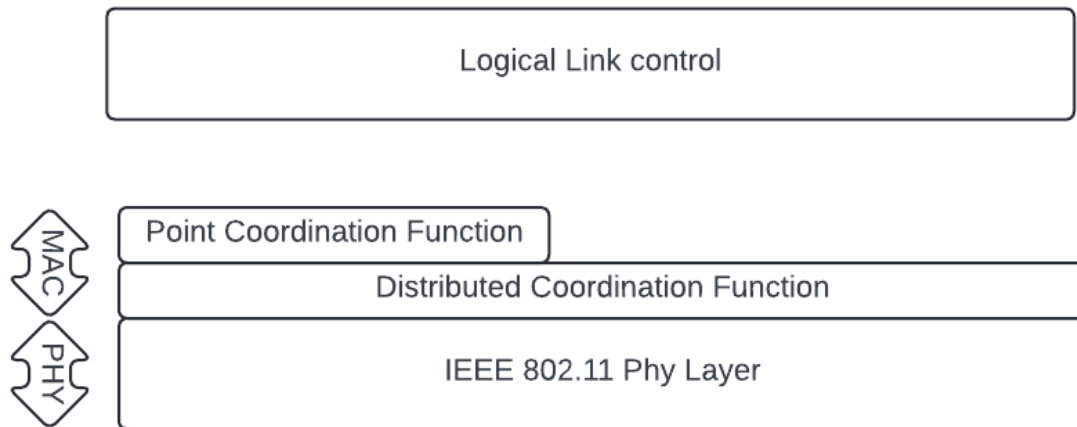 Logical Link control
MAC
Point Coordination Function
Distributed Coordination Function
PHY
IEEE 802.11 Phy Layer